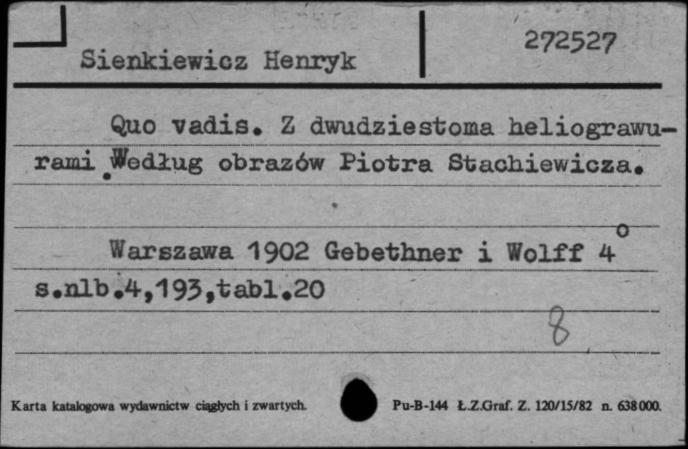 Sienkiewicz Henryk 272527
Quo vadis. Z dwudziestoma heliograwu-
rami.Według obrazów Piotra Stachiewicza.
Warszawa 1902 Gebethner i Wolff 4°
s.nlb.4,193,tabl.20
8
Karta katalogowa wydawnictw ciągłych i zwartych. Pu-B-144 Ł.Z.Graf. Z. 120/15/82 n. 638000.